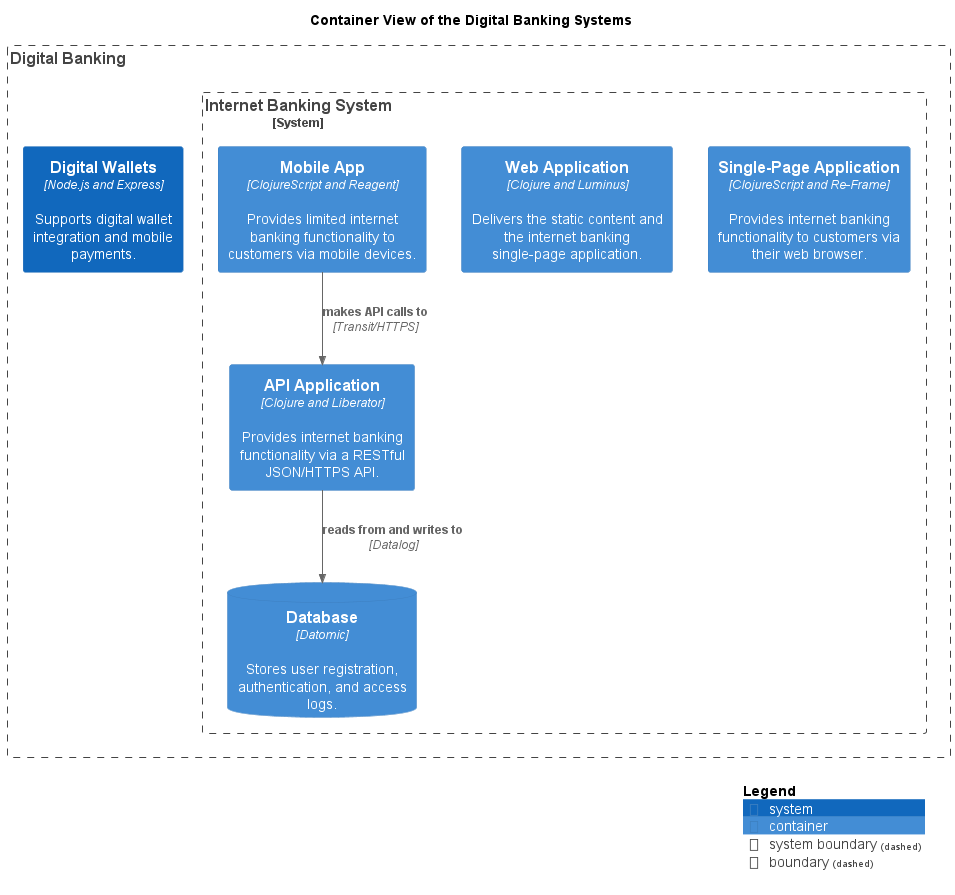 Container View of the Digital Banking Systems
Digital Banking
Internet Banking System
[System]
Digital Wallets
[Node.js and Express]
Supports digital wallet
integration and mobile
payments.
Mobile App
[ClojureScript and Reagent]
Provides limited internet
banking functionality to
customers via mobile devices.
Web Application
[Clojure and Luminus]
Delivers the static content and
the internet banking
single-page application.
Single-Page Application
[ClojureScript and Re-Frame]
Provides internet banking
functionality to customers via
their web browser.
makes API calls to
[Transit/HTTPS]
API Application
[Clojure and Liberator]
Provides internet banking
functionality via a RESTful
JSON/HTTPS API.
reads from and writes to
[Datalog]
Database
[Datomic]
Stores user registration,
authentication, and access
logs.
Legend
system
container
system boundary (dashed)
boundary (dashed)